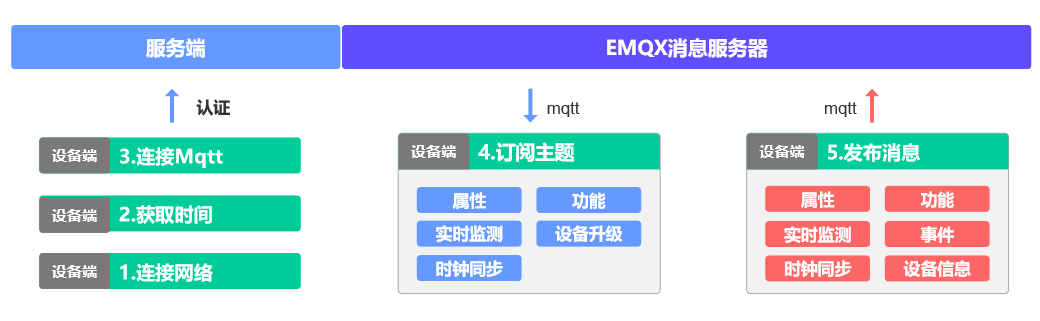 服务端
EMQX消息服务器
认证
设备端 3.连接Mqtt
设备端 2.获取时间
设备端 1.连接网络
mqtt
设备端 4.订阅主题
属性 功能
实时监测 设备升级
时钟同步
mqtt
设备端 5.发布消息
属性 功能
实时监测 事件
时钟同步 设备信息